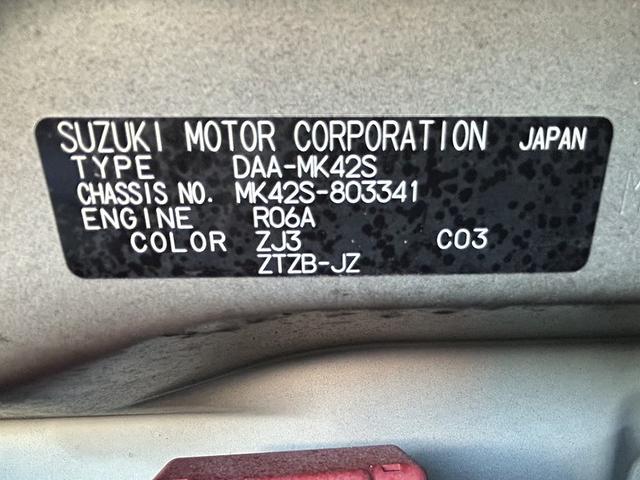 SUZUKI MOTOR CORPORATION JAPAN
TYPE DAA-MK42S
CHASSIS NO. MK42S-803341
ENGINE R06A
COLOR ZJ3 C03
ZTZB-JZ